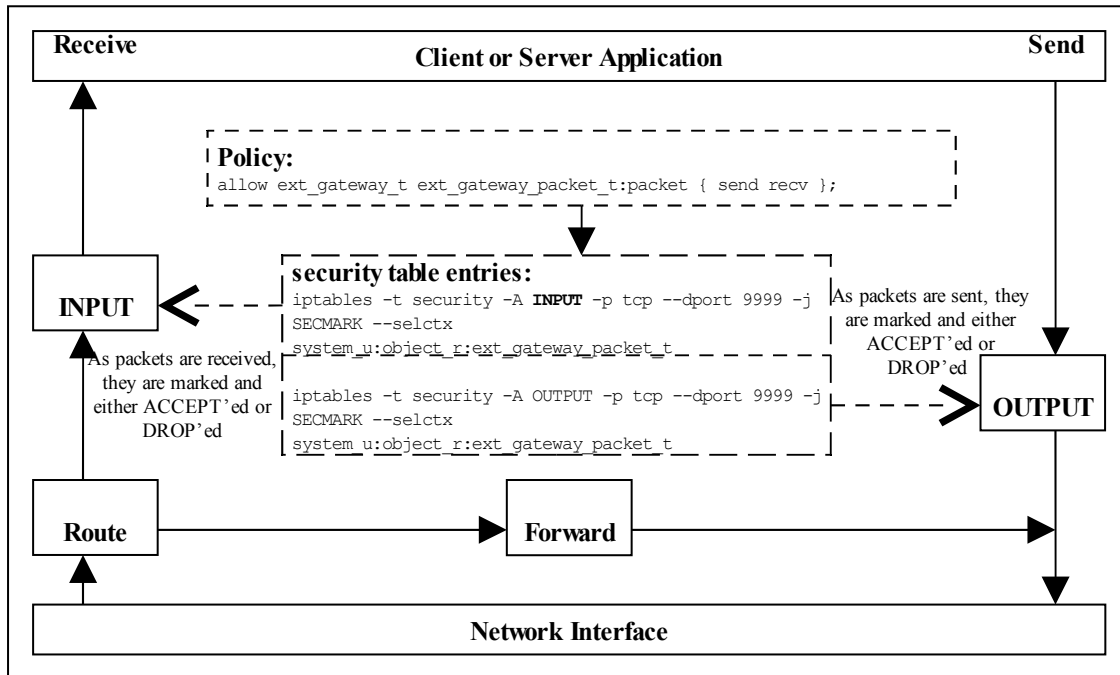 Receive
Send
Client or Server Application
Policy:
allow ext_gateway_t ext_gateway_packet_t:packet { send recv };
security table entries:
iptables -t security -A INPUT -p tcp --dport 9999 -j
SECMARK --selctx
system_u:object_r:ext_gateway_packet_t
iptables -t security -A OUTPUT -p tcp --dport 9999 -j
SECMARK --selctx
system_u:object_r:ext_gateway_packet_t
INPUT
As packets are received,
they are marked and
either ACCEPT’ed or
DROP’ed
As packets are sent, they
are marked and either
ACCEPT’ed or
DROP’ed
OUTPUT
Route
Forward
Network Interface